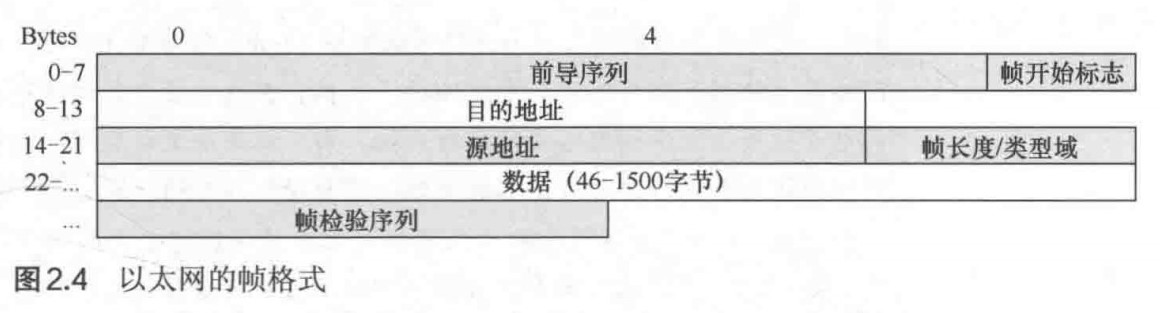 Bytes 0 4
0-7 前导序列 帧开始标志
8-13 目的地址
14-21 源地址 帧长度/类型域
22-... 数据（46-1500字节）
... 帧检验序列
图2.4 以太网的帧格式